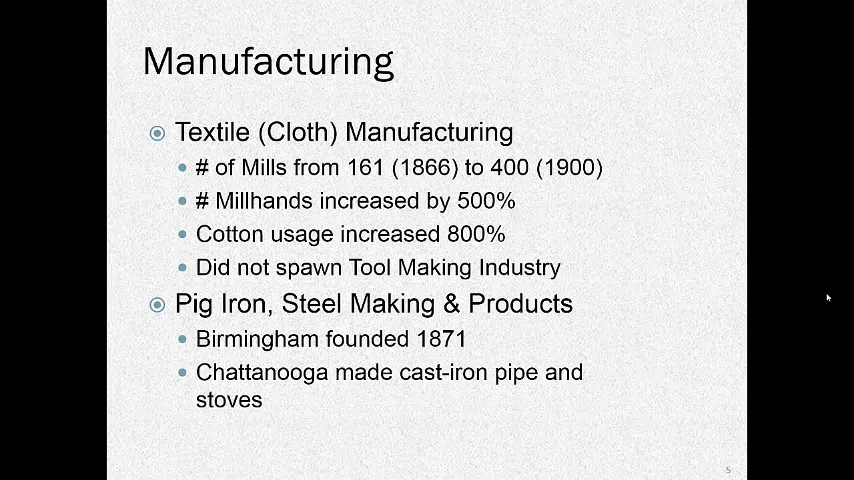 Manufacturing
Textile (Cloth) Manufacturing
# of Mills from 161 (1866) to 400 (1900)
# Millhands increased by 500%
Cotton usage increased 800%
Did not spawn Tool Making Industry
Pig Iron, Steel Making & Products
Birmingham founded 1871
Chattanooga made cast-iron pipe and
stoves
5